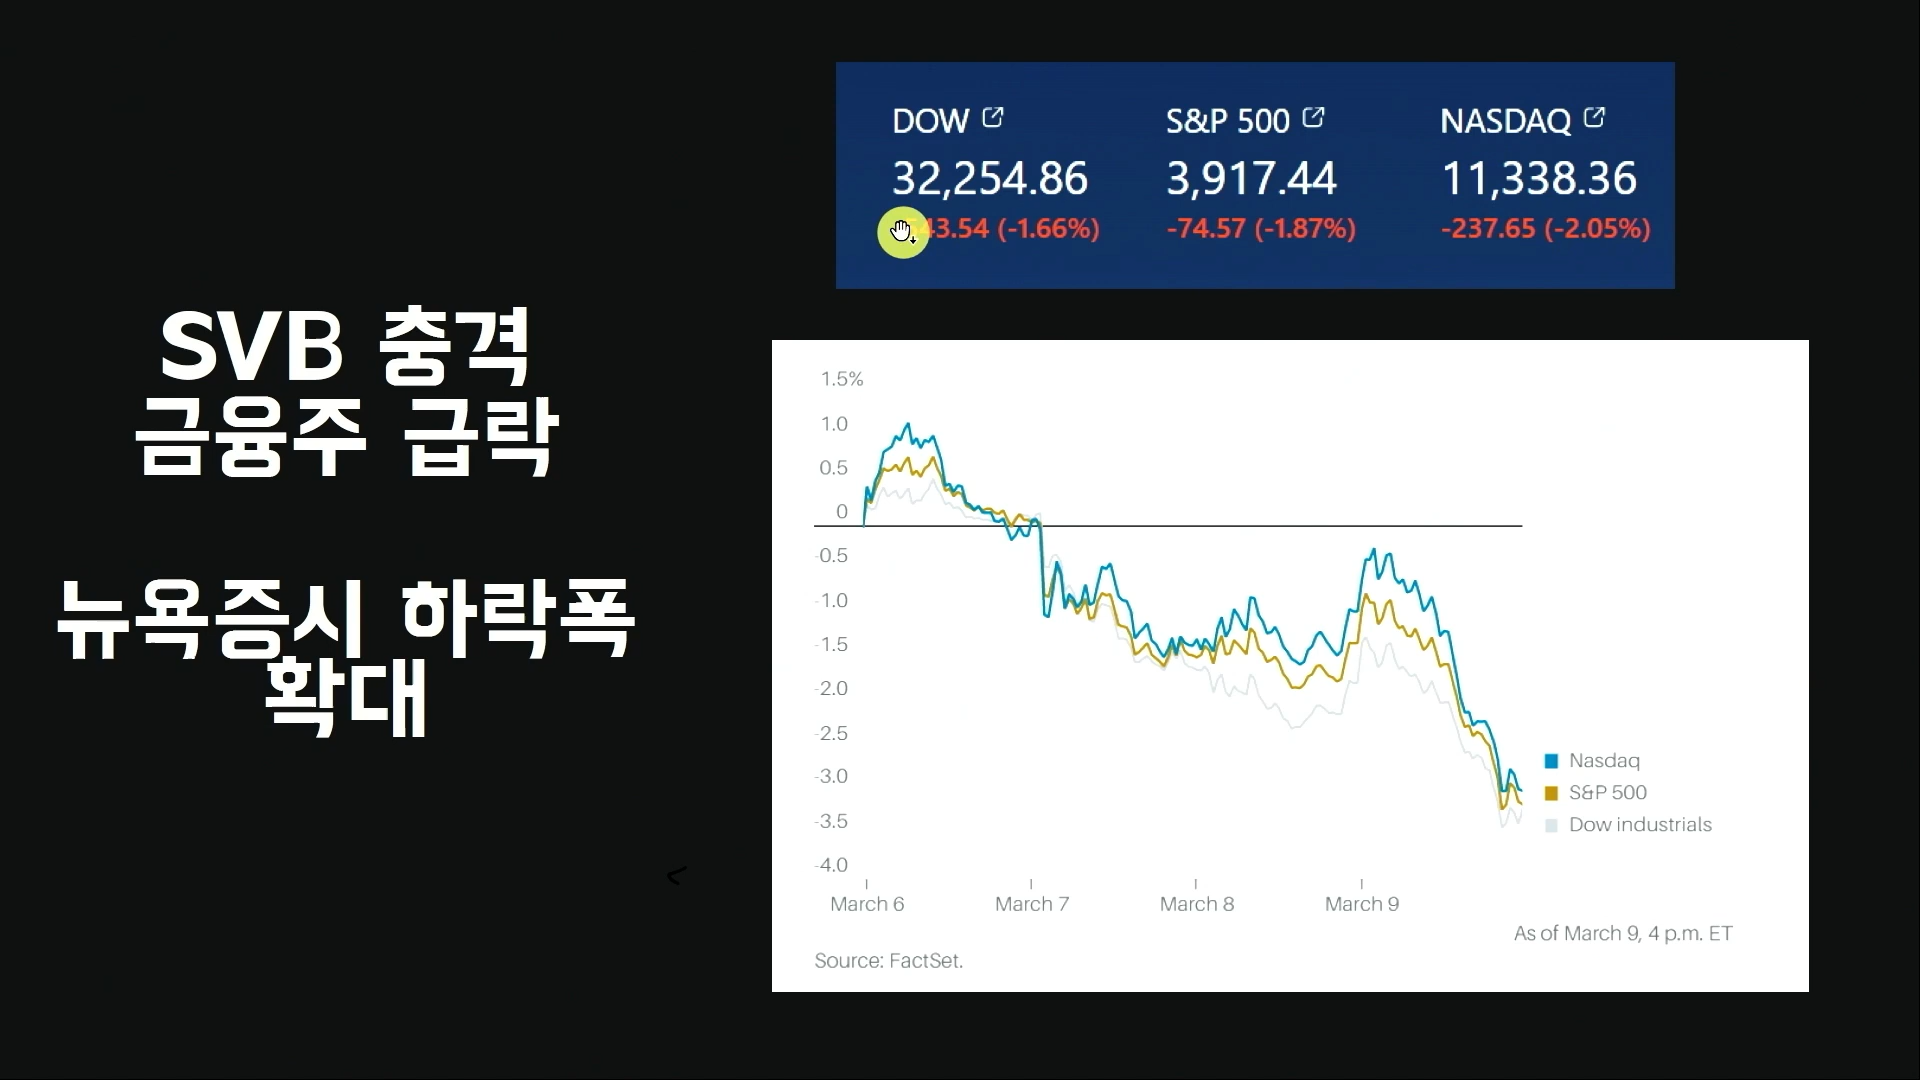 SVB 충격
금융주 급락
뉴욕증시 하락폭
확대
DOW S&P 500 NASDAQ
32,254.86 3,917.44 11,338.36
43.54 (-1.66%) -74.57 (-1.87%) -237.65 (-2.05%)
1.5%
1.0
0.5
0
-0.5
-1.0
-1.5
-2.0
-2.5
-3.0
-3.5
-4.0
Nasdaq
S&P 500
Dow industrials
March 6 March 7 March 8 March 9
As of March 9, 4 p.m. ET
Source: FactSet.